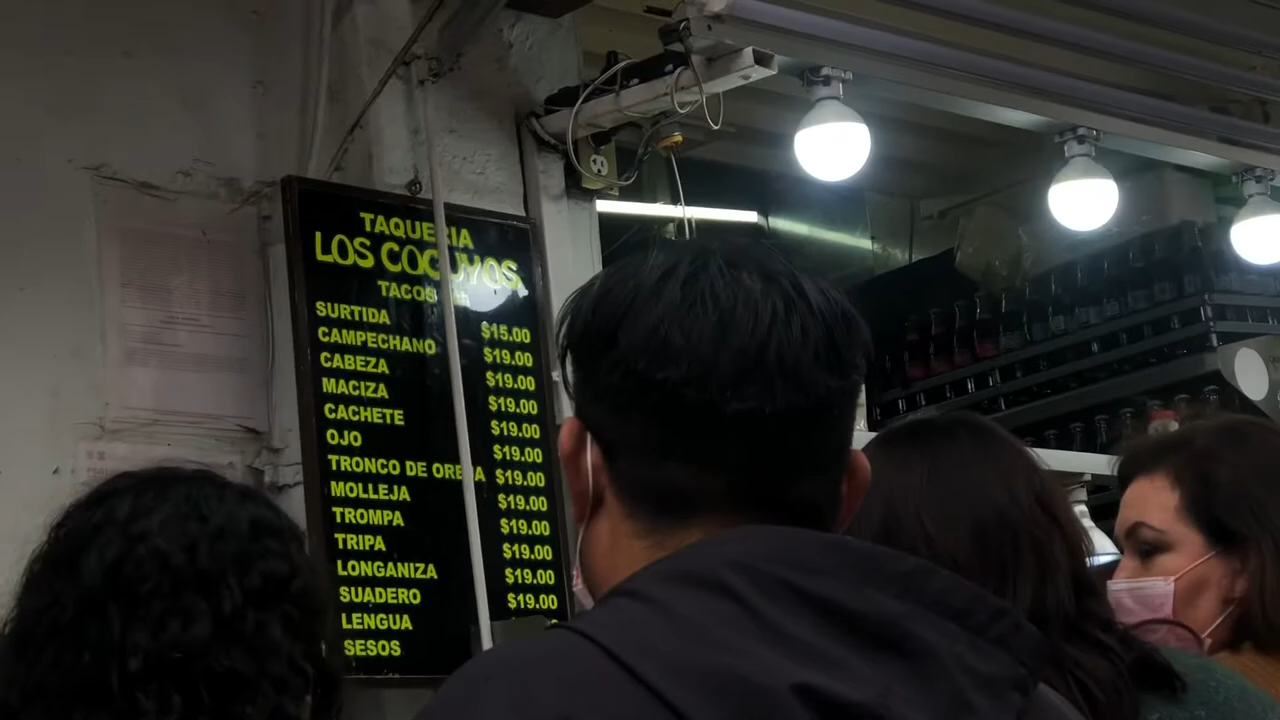 TAQUERIA
LOS COCUYOS
TACOS
SURTIDA $15.00
CAMPECHANO $19.00
CABEZA $19.00
MACIZA $19.00
CACHETE $19.00
OJO $19.00
TRONCO DE OREJA $19.00
MOLLEJA $19.00
TROMPA $19.00
TRIPA $19.00
LONGANIZA $19.00
SUADERO $19.00
LENGUA
SESOS